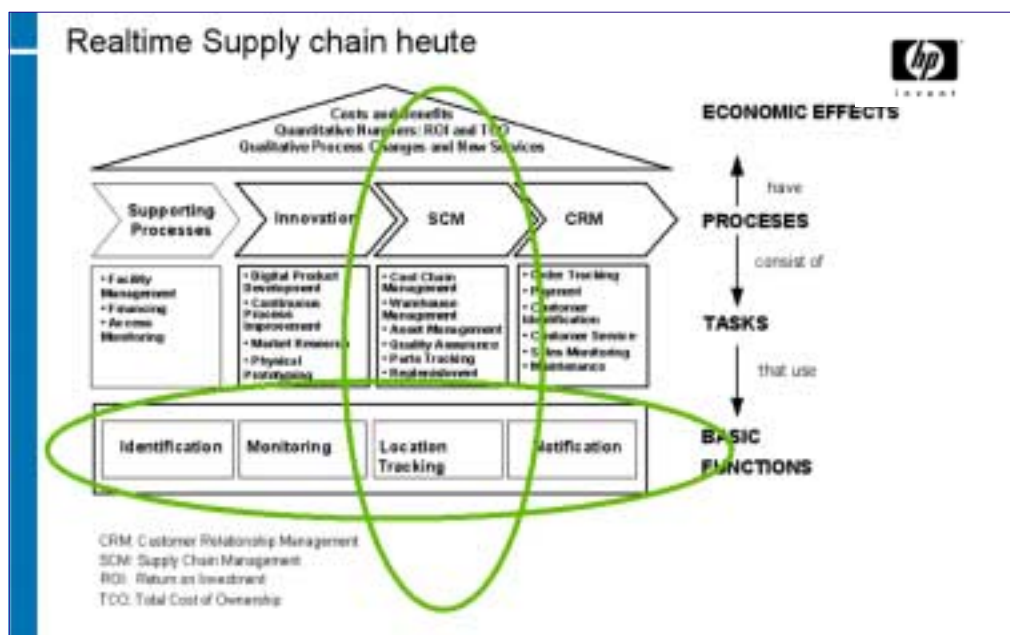 Realtime Supply chain heute
hp
invent
Costs and Benefits
Quantitative Numbers: ROI and TCO
Qualitative Process Changes and New Services
ECONOMIC EFFECTS
have
Supporting
Processes
Innovation
SCM
CRM
PROCESES
consist of
• Facility
Management
• Financing
• Access
Monitoring
• Digital Product
Development
• Continuous
Process
Improvement
• Market Research
• Physical
Prototyping
Chain
Management
• Warehouse
Management
• Asset Management
• Quality Assurance
• Parts Tracking
• Replenishment
• Order Tracking
• Payment
• Customer
Identification
• Customer Service
• Sales Monitoring
• Maintenance
TASKS
that use
Identification
Monitoring
Location
Tracking
Notification
BASIC
FUNCTIONS
CRM: Customer Relationship Management
SCM: Supply Chain Management
ROI: Return on Investment
TCO: Total Cost of Ownership